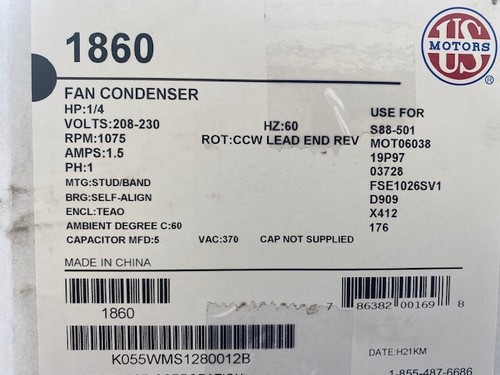 1860
US
MOTORS
FAN CONDENSER
HP:1/4
VOLTS:208-230
HZ:60
RPM:1075
ROT:CCW LEAD END REV
AMPS:1.5
PH:1
MTG:STUD/BAND
BRG:SELF-ALIGN
ENCL:TEAO
AMBIENT DEGREE C:60
CAPACITOR MFD:5 VAC:370 CAP NOT SUPPLIED
USE FOR
S88-501
MOT06038
19P97
03728
FSE1026SV1
D909
X412
176
MADE IN CHINA
1860
7 86382 00169 8
K055WMS1280012B
DATE:H21KM
1-855-487-6686